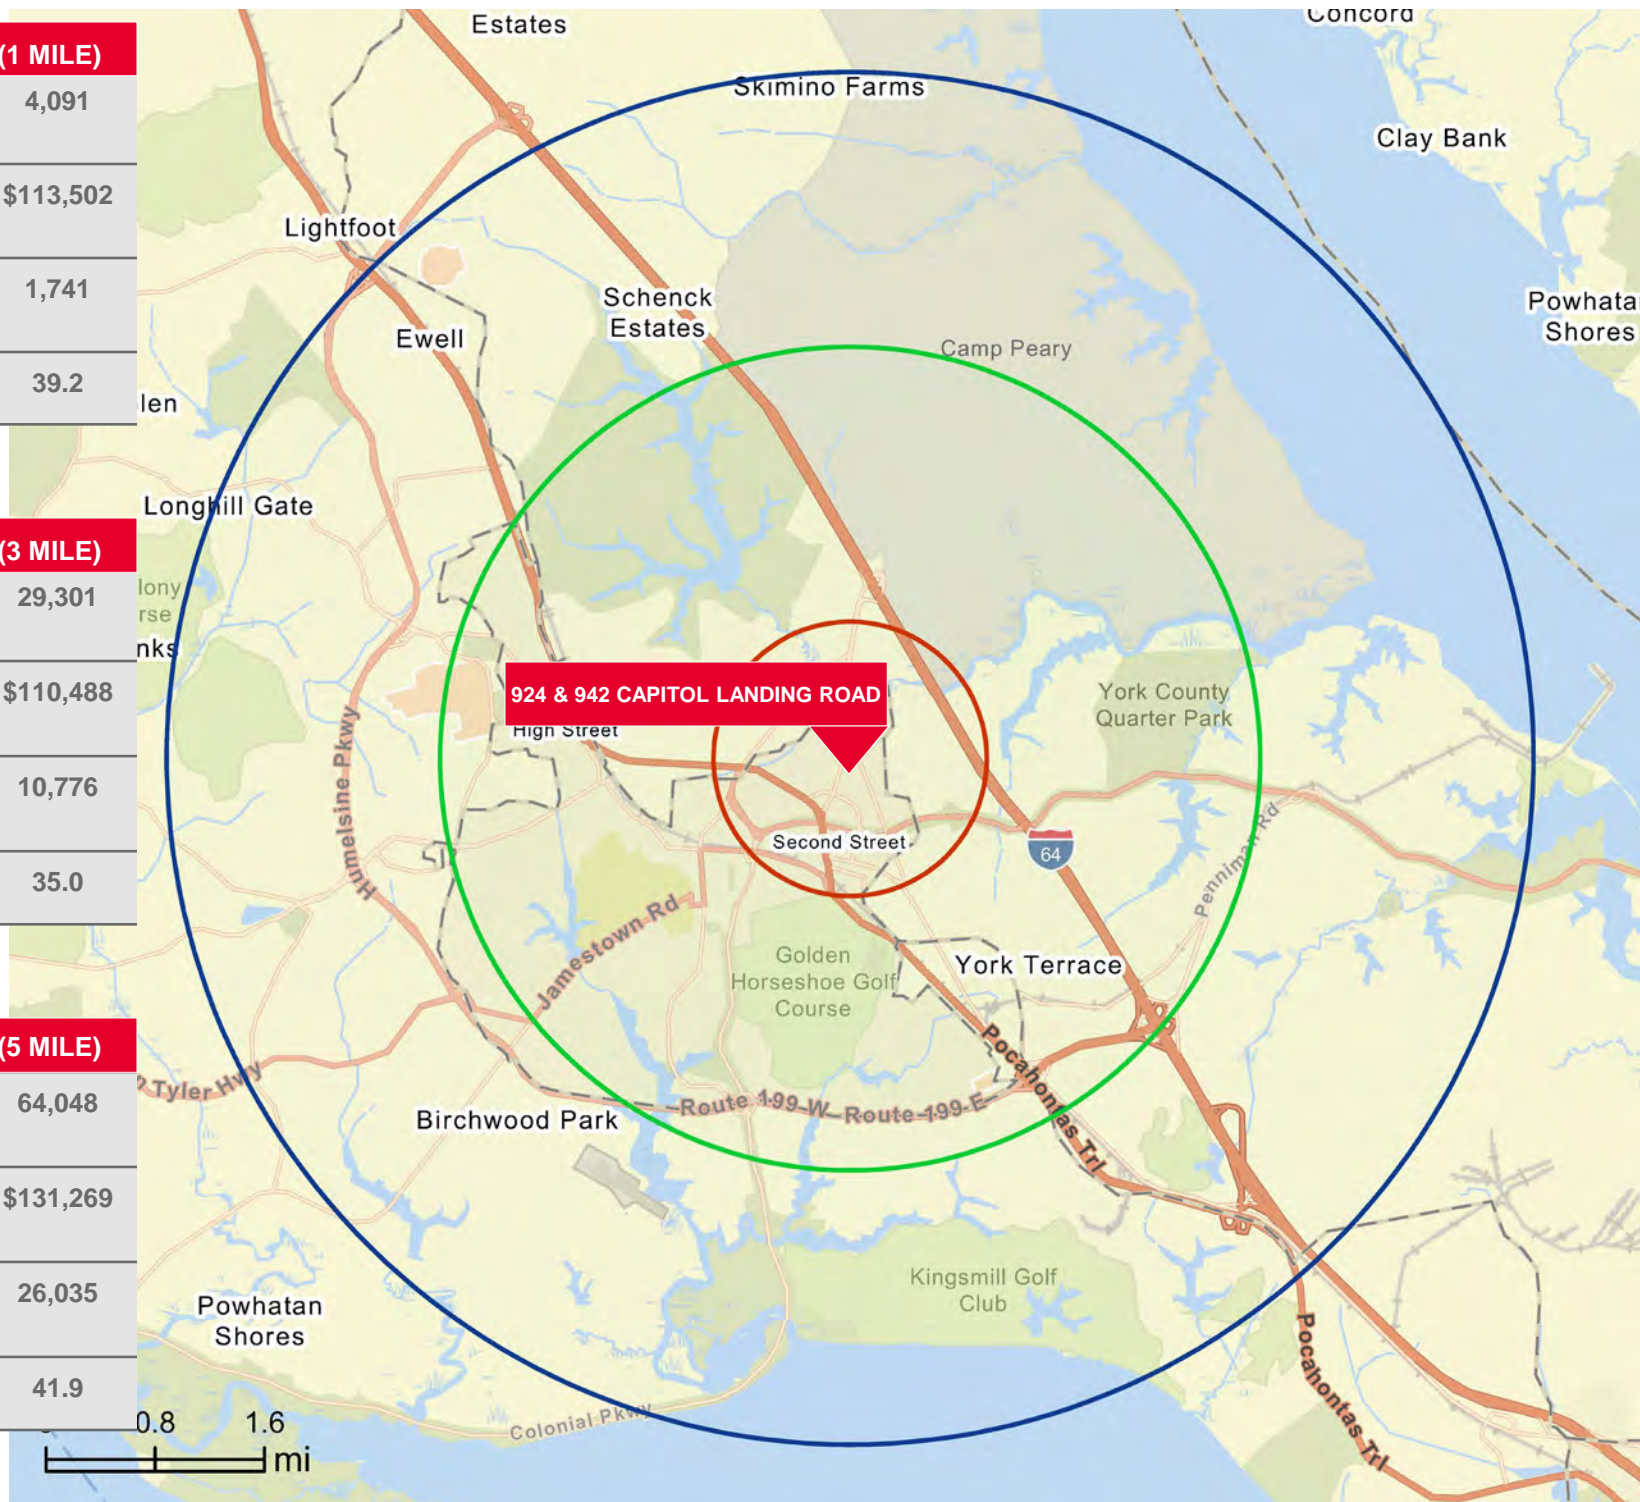 (1 MILE)
4,091
$113,502
1,741
39.2
(3 MILE)
29,301
$110,488
10,776
35.0
(5 MILE)
64,048
$131,269
26,035
41.9
Estates
Concord
Skimino Farms
Clay Bank
Lightfoot
Schenck
Estates
Powhata
Shores
Ewell
Camp Peary
len
Longhill Gate
lony
rse
nks
924 & 942 CAPITOL LANDING ROAD
High Street
York County
Quarter Park
Humelsine Pkwy
Second Street
64
Penniman Rd
Jamestown Rd
Golden
Horseshoe Golf
Course
York Terrace
Tyler Hwy
Pocahontas Trl
Route 199 W
Route 199 E
Birchwood Park
Kingsmill Golf
Club
Powhatan
Shores
Pocahontas Trl
Colonial Pkwy
0.8
1.6
mi